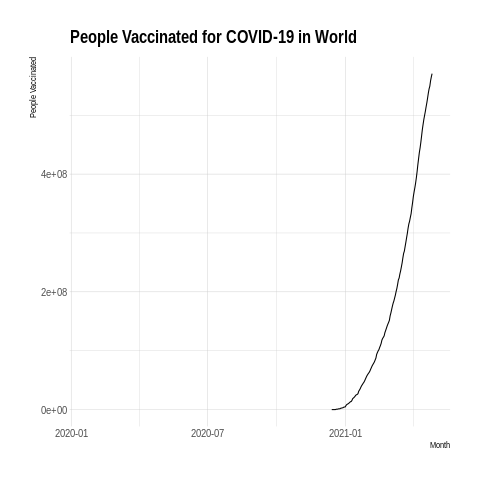 People Vaccinated for COVID-19 in World
People Vaccinated
4e+08
2e+08
0e+00
2020-01
2020-07
2021-01
Month